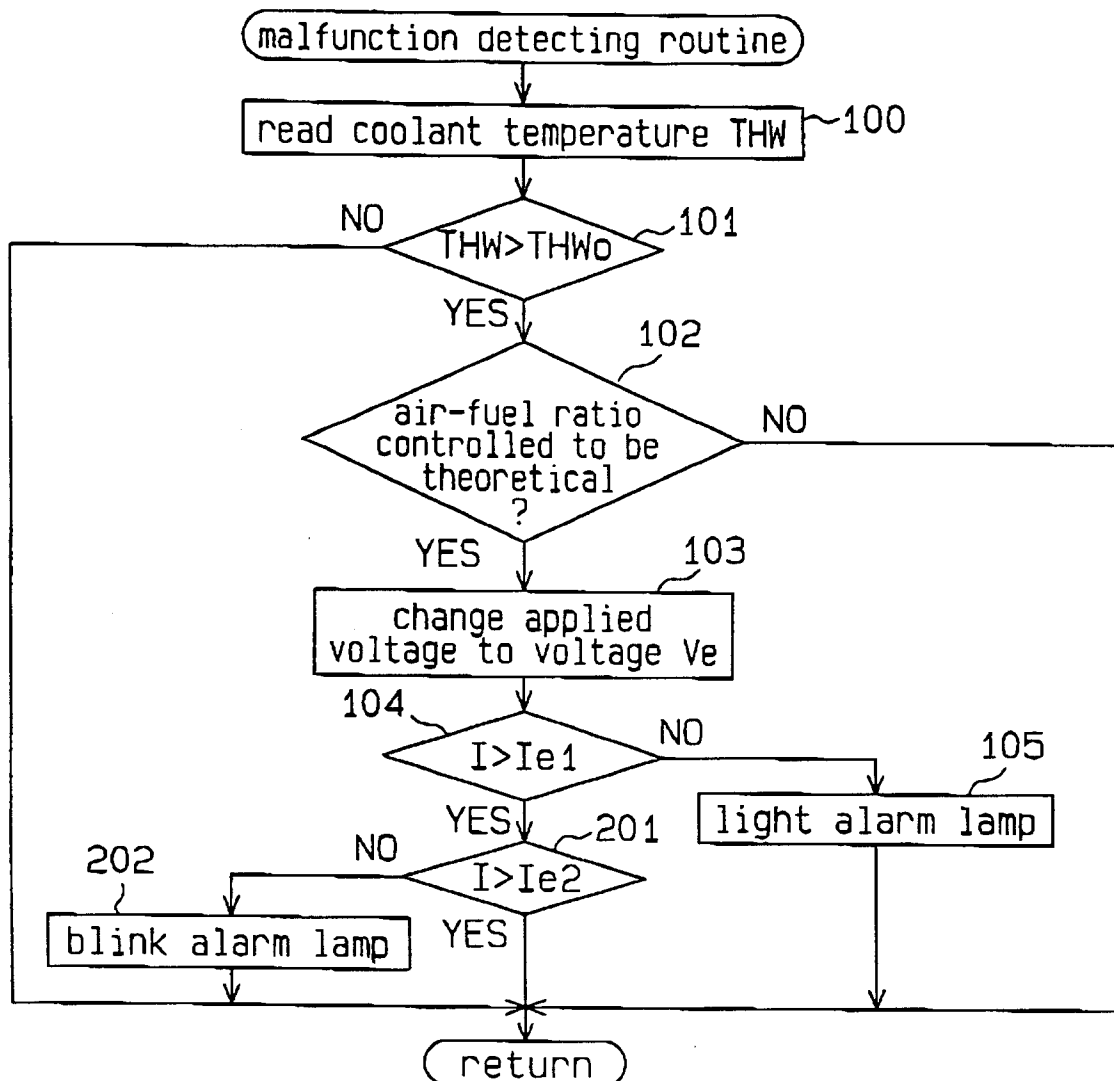 malfunction detecting routine
read coolant temperature THW
100
NO
THW>THWo
101
YES
102
air-fuel ratio
controlled to be
theoretical
?
NO
YES
103
change applied
voltage to voltage Ve
104
I>Ie1
NO
105
light alarm lamp
YES
201
NO
I>Ie2
202
YES
blink alarm lamp
return